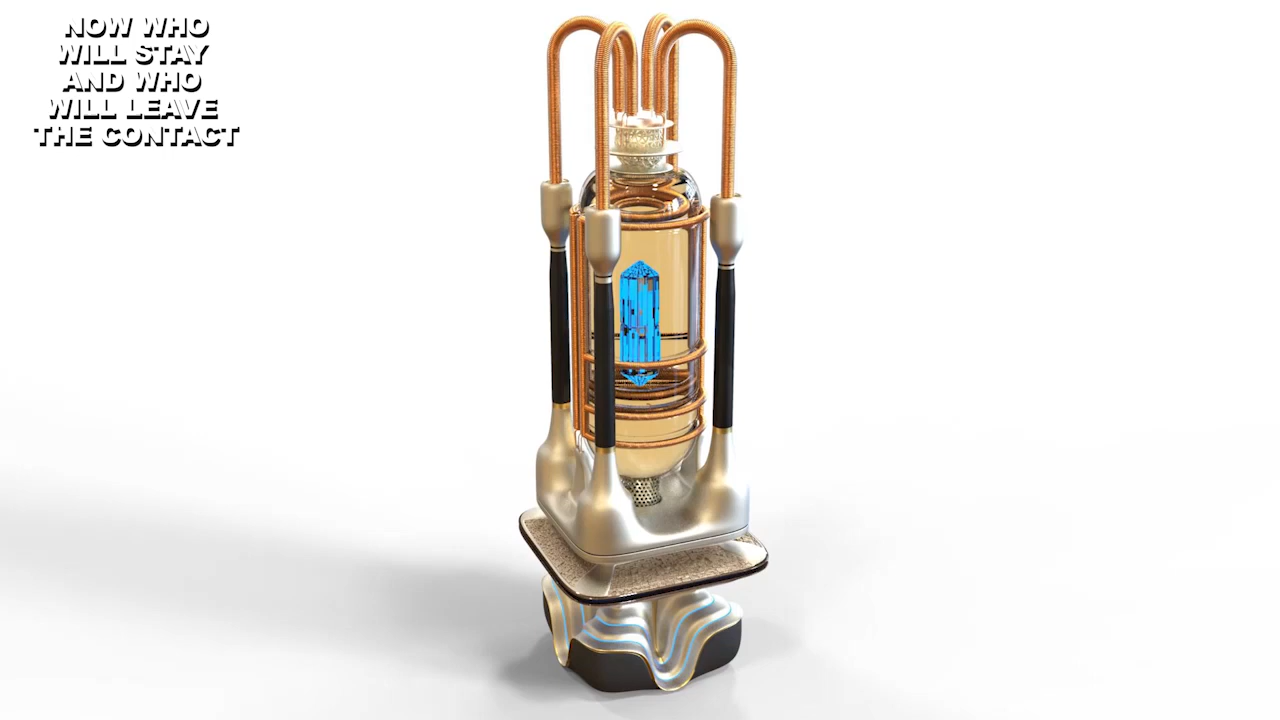 NOW WHO
WILL STAY
AND WHO
WILL LEAVE
THE CONTACT